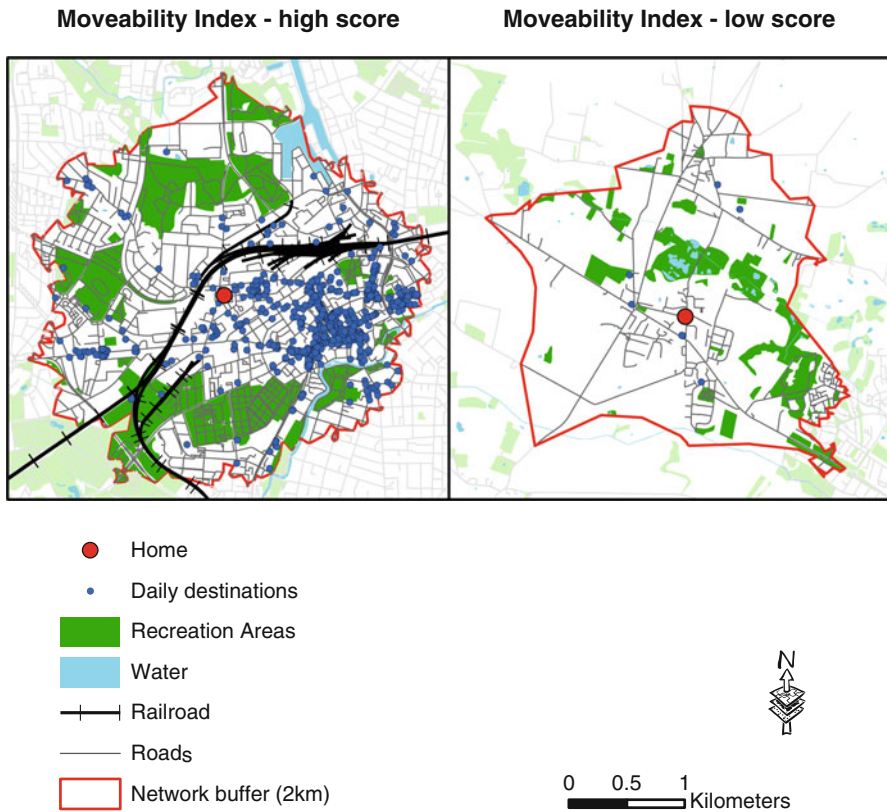 Moveability Index - high score
Moveability Index - low score
Home
Daily destinations
Recreation Areas
Water
Railroad
Roads
Network buffer (2km)
N
0 0.5 1
Kilometers